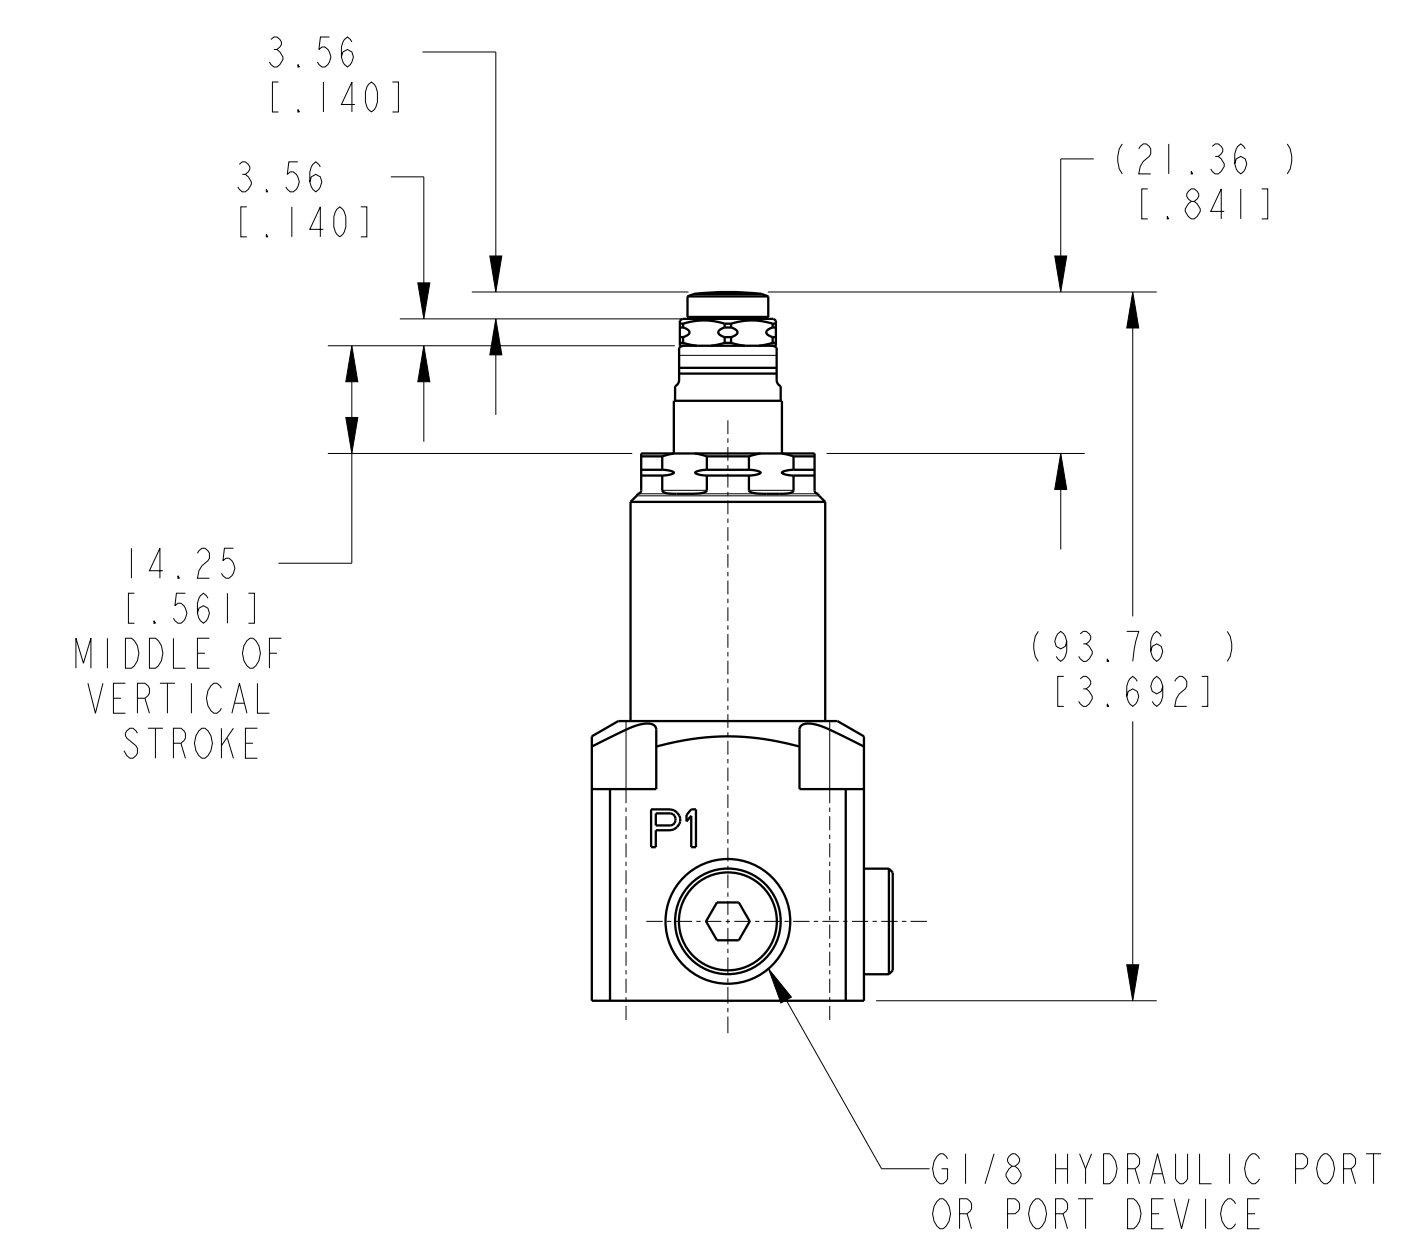 3.56
[.140]
(21.36 )
[.841]
3.56
[.140]
14.25
[.561]
MIDDLE OF
VERTICAL
STROKE
(93.76 )
[3.692]
P1
G1/8 HYDRAULIC PORT
OR PORT DEVICE